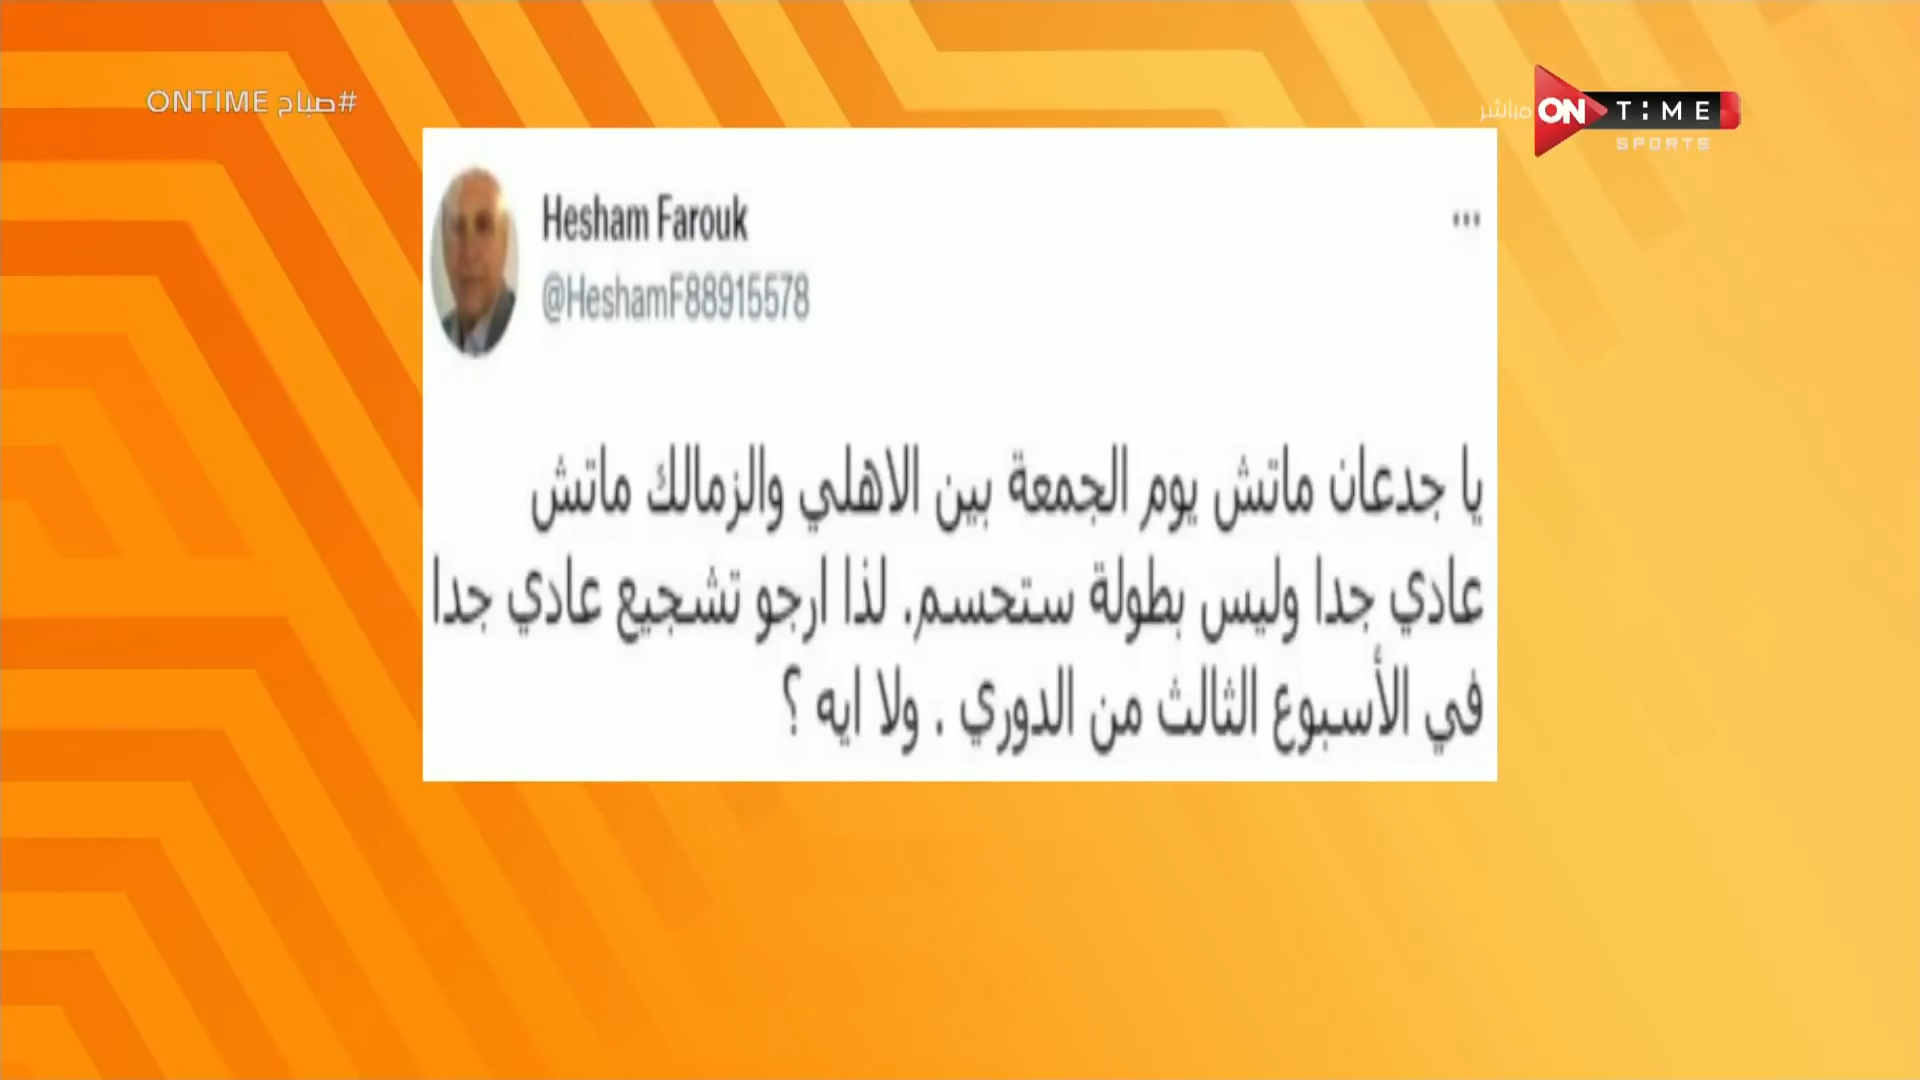 #صباح ONTIME
مباشر ON TIME
SPORTS
Hesham Farouk
@HeshamF88915578
يا جدعان ماتش يوم الجمعة بين الاهلي والزمالك ماتش
عادي جدا وليس بطولة ستحسم. لذا ارجو تشجيع عادي جدا
في الأسبوع الثالث من الدوري . ولا ايه ؟